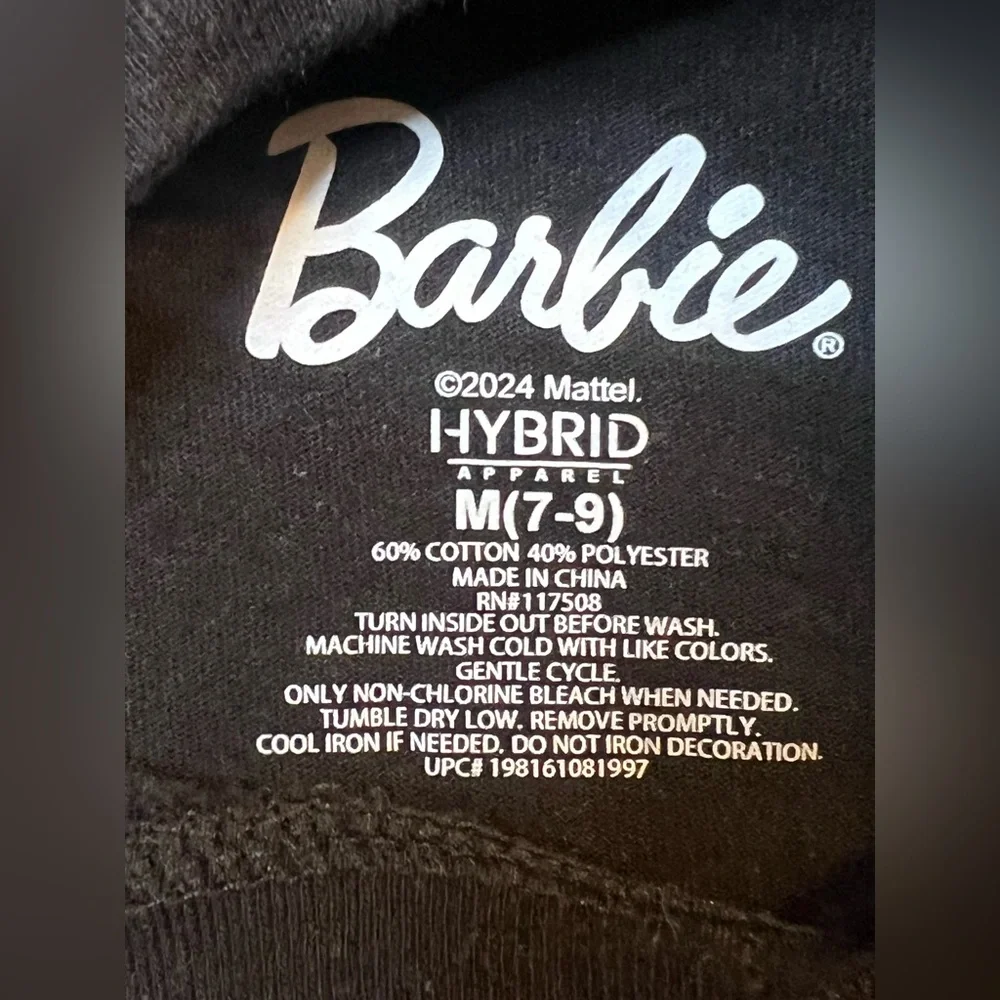 Barbie®
©2024 Mattel.
HYBRID
APPAREL
M(7-9)
60% COTTON 40% POLYESTER
MADE IN CHINA
RN#117508
TURN INSIDE OUT BEFORE WASH.
MACHINE WASH COLD WITH LIKE COLORS.
GENTLE CYCLE.
ONLY NON-CHLORINE BLEACH WHEN NEEDED.
TUMBLE DRY LOW. REMOVE PROMPTLY.
COOL IRON IF NEEDED. DO NOT IRON DECORATION.
UPC# 198161081997